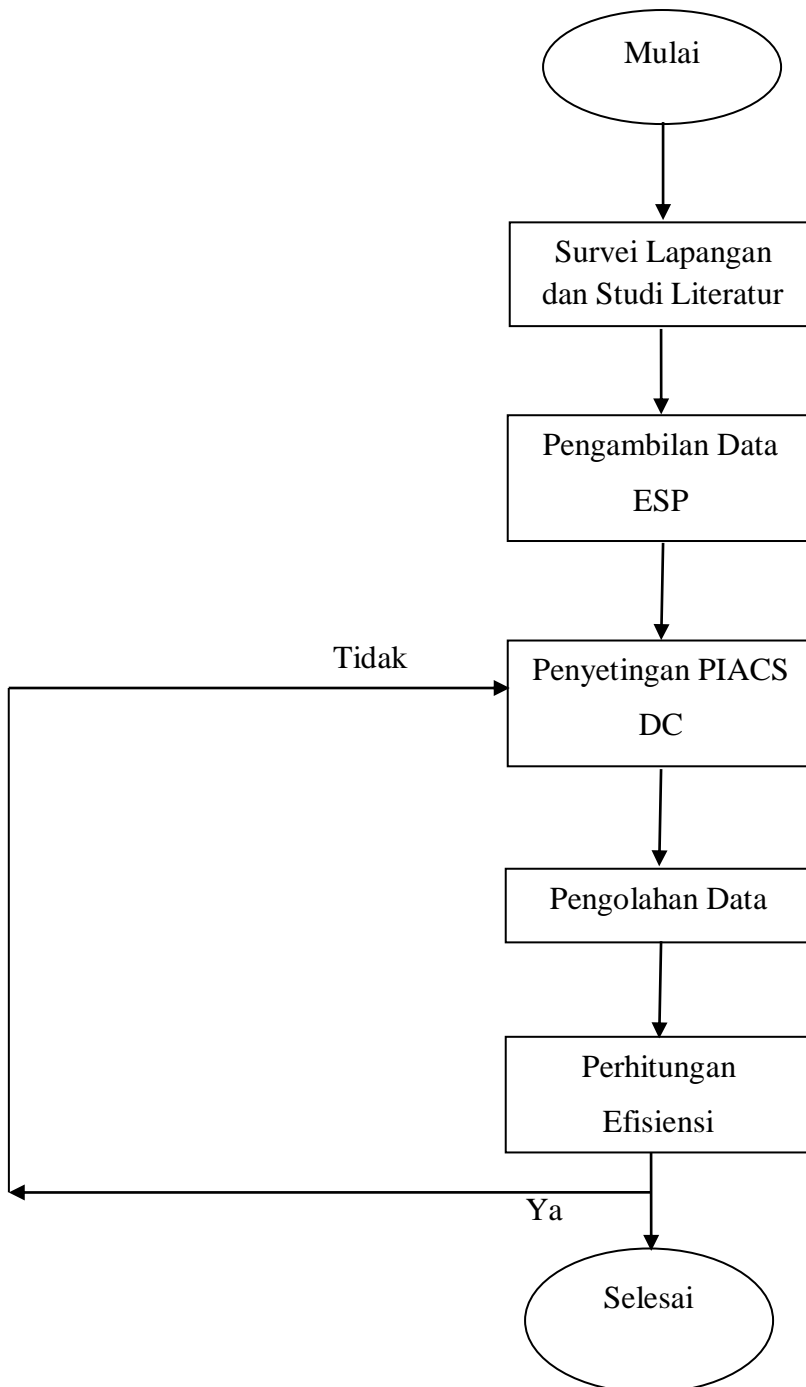 Mulai
Survei Lapangan
dan Studi Literatur
Pengambilan Data
ESP
Tidak
Penyetingan PIACS
DC
Pengolahan Data
Perhitungan
Efisiensi
Ya
Selesai